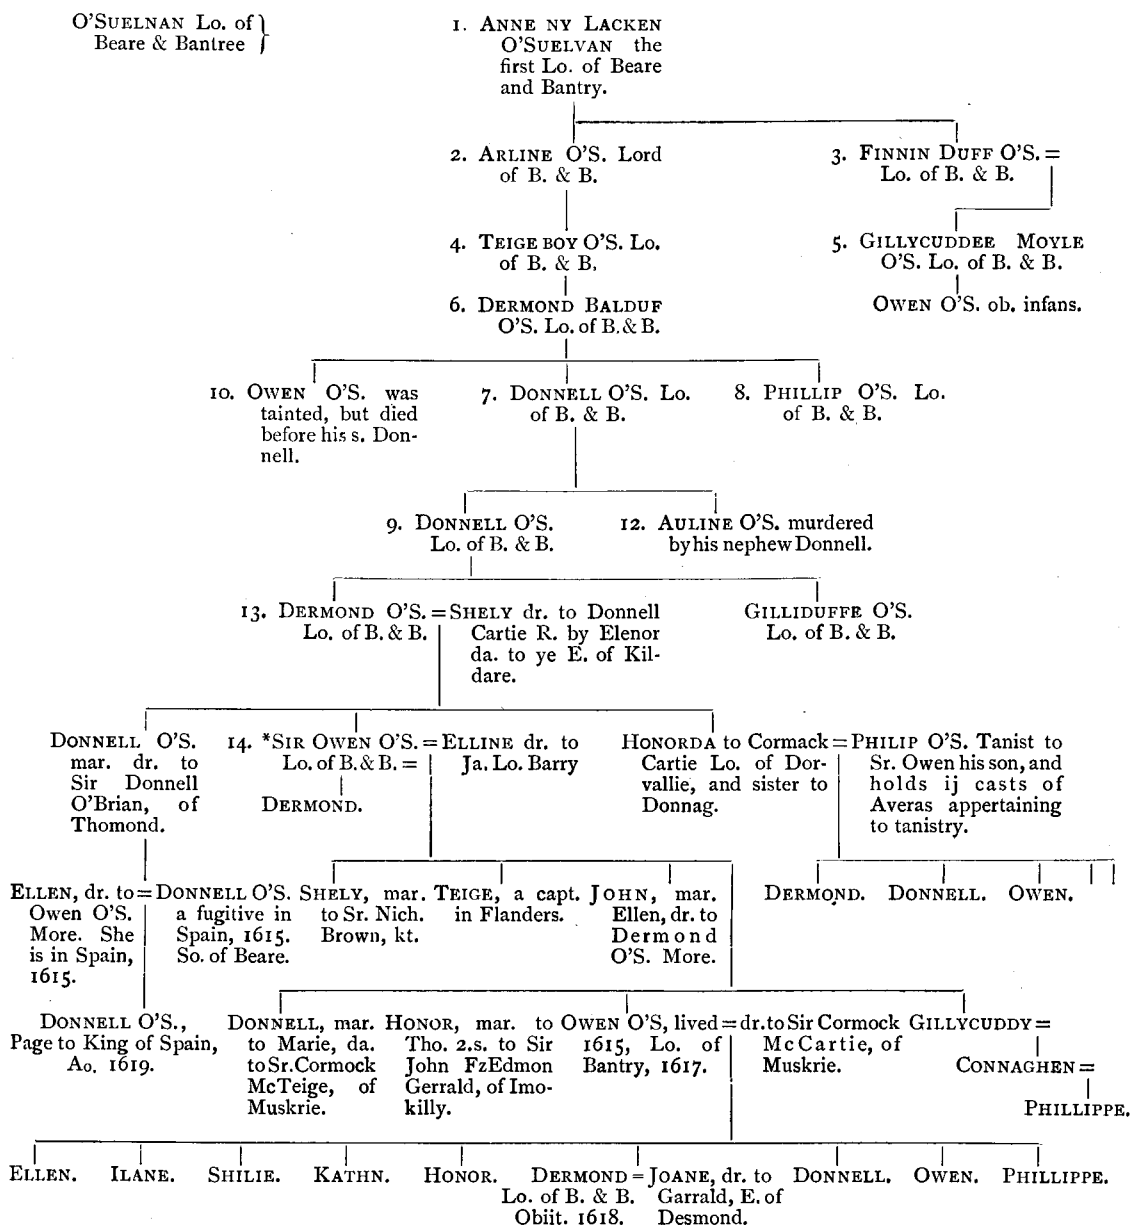 O'SUELNAN Lo. of
Beare & Bantree
1. ANNE NY LACKEN
O'SUELVAN the
first Lo. of Beare
and Bantry.
2. ARLINE O'S. Lord
of B. & B.
3. FINNIN DUFF O'S. =
Lo. of B. & B.
4. TEIGE BOY O'S. Lo.
of B. & B,
5. GILLYCUDDEE MOYLE
O'S. Lo. of B. & B.
6. DERMOND BALDUF
O'S. Lo. of B. & B.
OWEN O'S. ob. infans.
10. OWEN O'S. was
tainted, but died
before his s. Don-
nell.
7. DONNELL O'S. Lo.
of B. & B.
8. PHILLIP O'S. Lo.
of B. & B.
9. DONNELL O'S.
Lo. of B. & B.
12. AULINE O'S. murdered
by his nephew Donnell.
13. DERMOND O'S. =
Lo. of B. & B.
SHELY dr. to Donnell
Cartie R. by Elenor
da. to ye E. of Kil-
dare.
GILLIDUFFE O'S.
Lo. of B. & B.
DONNELL O'S.
mar. dr. to
Sir Donnell
O'Brian, of
Thomond.
14. *SIR OWEN O'S. =
Lo. of B. & B. =
ELLINE dr. to
Ja. Lo. Barry
DERMOND.
HONORDA to Cormack =
Cartie Lo. of Dor-
vallie, and sister to
Donnag.
PHILIP O'S. Tanist to
Sr. Owen his son, and
holds ij casts of
Averas appertaining
to tanistry.
ELLEN, dr. to =
Owen O'S.
More. She
is in Spain,
1615.
DONNELL O'S.
a fugitive in
Spain, 1615.
So. of Beare.
SHELY, mar.
to Sr. Nich.
Brown, kt.
TEIGE, a capt.
in Flanders.
JOHN, mar.
Ellen, dr. to
Dermond
O'S. More.
DERMOND. DONNELL. OWEN.
DONNELL O'S.,
Page to King of Spain,
Ao. 1619.
DONNELL, mar.
to Marie, da.
to Sr. Cormock
McTeige, of
Muskrie.
HONOR, mar. to
Tho. 2.s. to Sir
John FzEdmon
Gerrald, of Imo-
killy.
OWEN O'S, lived =
1615, Lo. of
Bantry, 1617.
dr. to Sir Cormock
McCartie, of
Muskrie.
GILLYCUDDY =
CONNAGHEN =
PHILLIPPE.
ELLEN. ILANE. SHILIE. KATHN. HONOR.
DERMOND =
Lo. of B. & B.
Obiit. 1618.
JOANE, dr. to
Garrald, E. of
Desmond.
DONNELL. OWEN. PHILLIPPE.